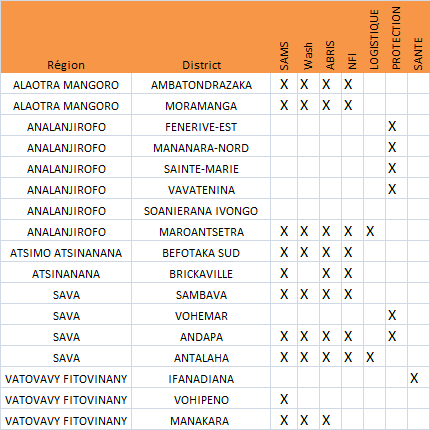 Région District SAMS Wash ABRIS NFI LOGISTIQUE PROTECTION SANTE
ALAOTRA MANGORO AMBATONDRAZAKA X X X X
ALAOTRA MANGORO MORAMANGA X X X X
ANALANJIROFO FENERIVE-EST X
ANALANJIROFO MANANARA-NORD X
ANALANJIROFO SAINTE-MARIE X
ANALANJIROFO VAVATENINA X
ANALANJIROFO SOANIERANA IVONGO
ANALANJIROFO MAROANTSETRA X X X X X
ATSIMO ATSINANANA BEFOTAKA SUD X X X X
ATSINANANA BRICKAVILLE X X X
SAVA SAMBAVA X X X X
SAVA VOHEMAR X
SAVA ANDAPA X X X X X
SAVA ANTALAHA X X X X X
VATOVAVY FITOVINANY IFANADIANA X
VATOVAVY FITOVINANY VOHIPENO X
VATOVAVY FITOVINANY MANAKARA X X X